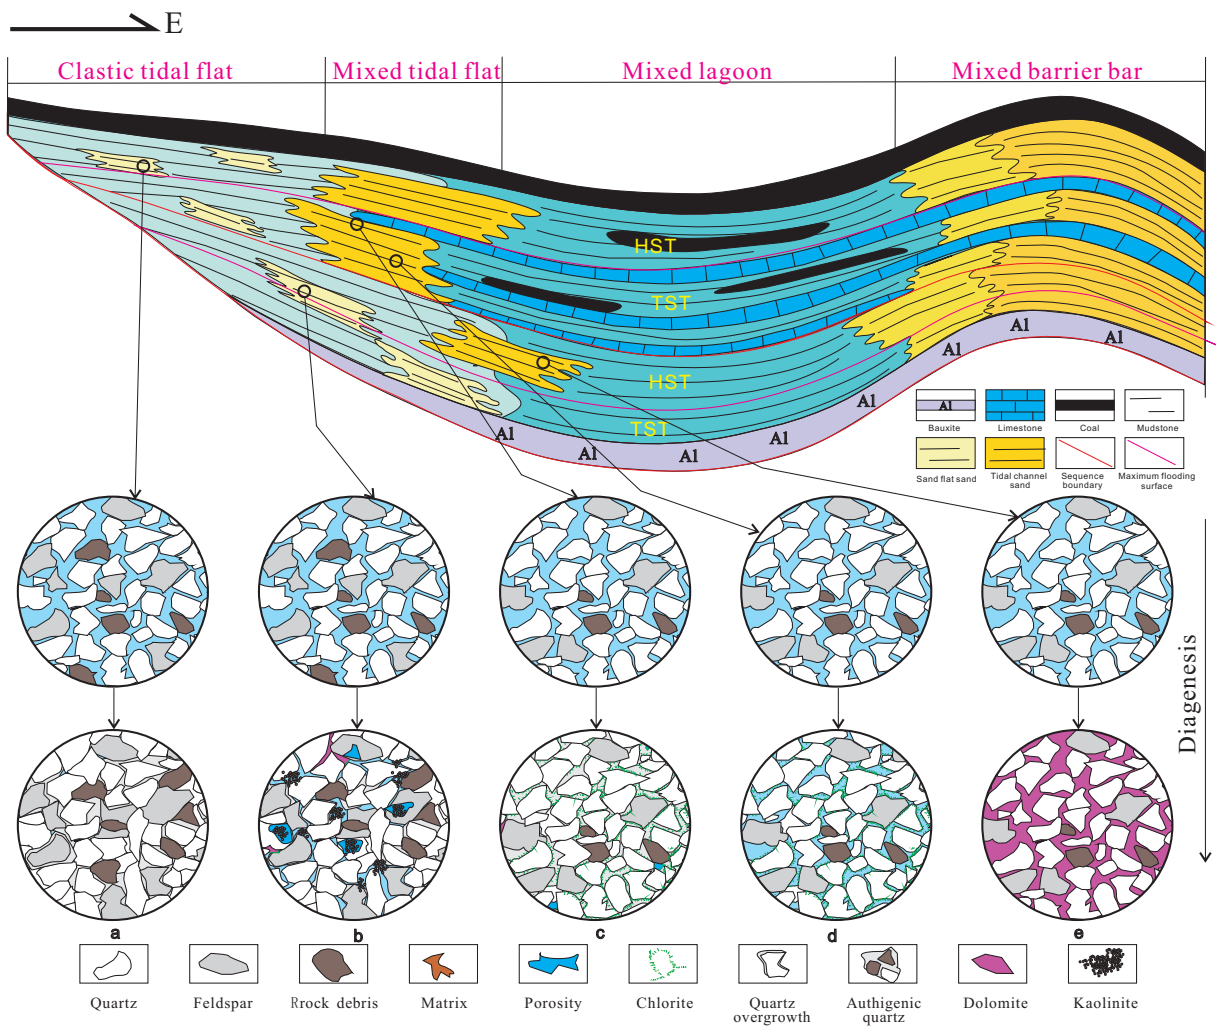 E
Clastic tidal flat
Mixed tidal flat
Mixed lagoon
Mixed barrier bar
HST
TST
HST
TST
Al
Al
Al
Al
Al
Al
Al
Al
Al
Bauxite
Limestone
Coal
Mudstone
Sand flat sand
Tidal channel
sand
Sequence
boundary
Maximum flooding
surface
Diagenesis
a
b
c
d
e
Quartz
Feldspar
Rrock debris
Matrix
Porosity
Chlorite
Quartz
overgrowth
Authigenic
quartz
Dolomite
Kaolinite